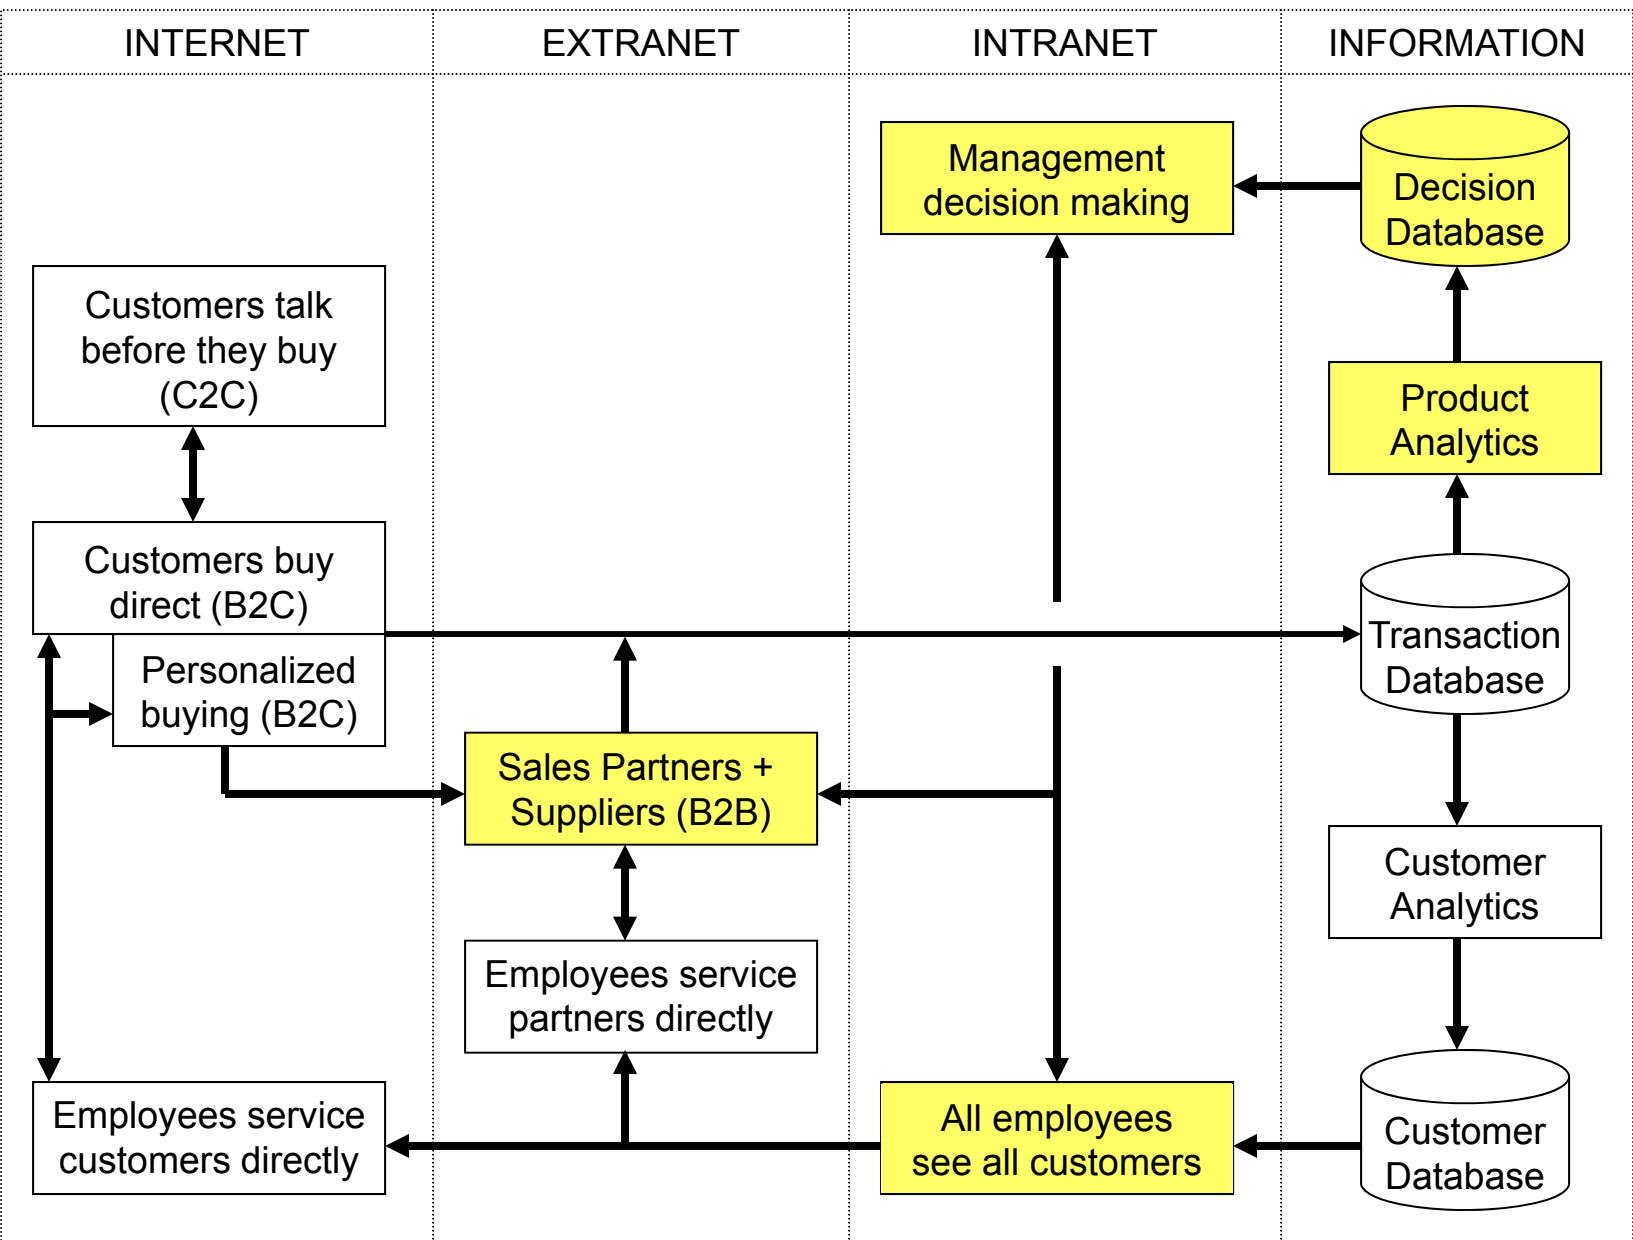 INTERNET
EXTRANET
INTRANET
INFORMATION
Management
decision making
Decision
Database
Customers talk
before they buy
(C2C)
Product
Analytics
Customers buy
direct (B2C)
Personalized
buying (B2C)
Transaction
Database
Sales Partners +
Suppliers (B2B)
Customer
Analytics
Employees service
partners directly
Employees service
customers directly
All employees
see all customers
Customer
Database